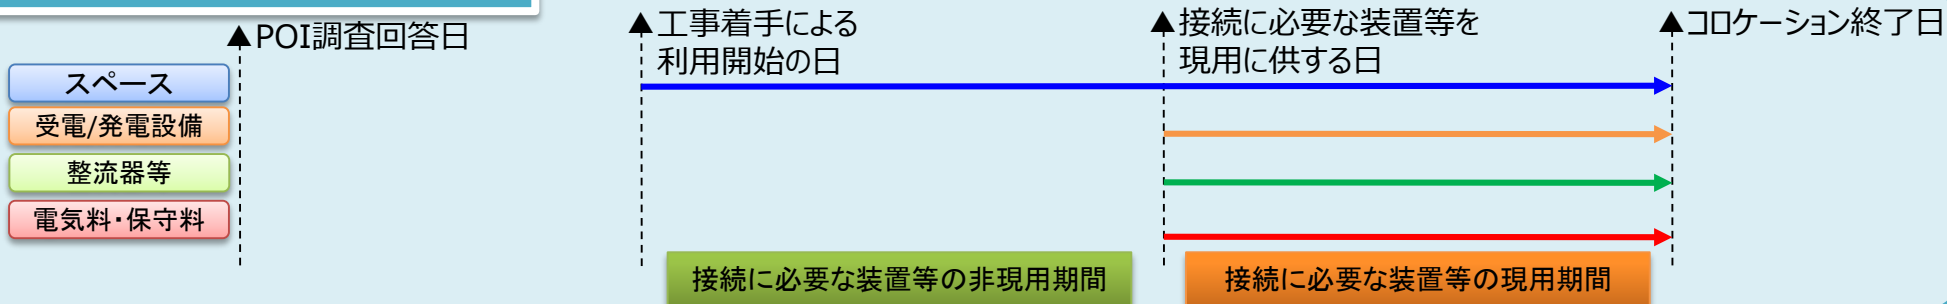 ▲POI調査回答日
▲工事着手による
利用開始の日
▲接続に必要な装置等を
現用に供する日
▲コロケーション終了日
スペース
受電/発電設備
整流器等
電気料・保守料
接続に必要な装置等の非現用期間
接続に必要な装置等の現用期間